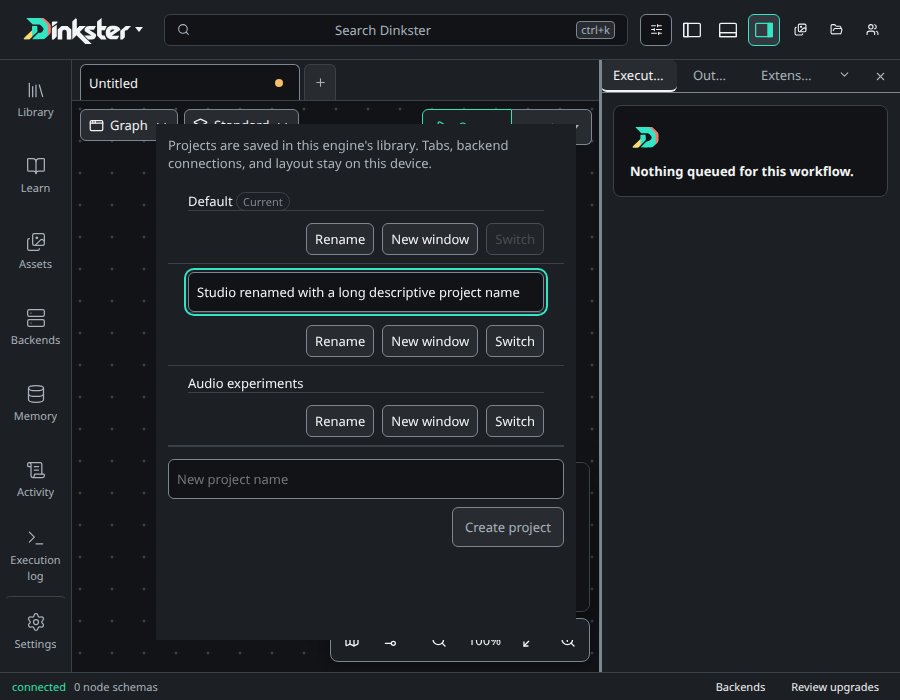 Dinkster
Search Dinkster
ctrl+k
Library
Learn
Assets
Backends
Memory
Activity
Execution
log
Settings
Untitled
Graph
Standard
Projects are saved in this engine's library. Tabs, backend
connections, and layout stay on this device.
Default
Current
Rename
New window
Switch
Studio renamed with a long descriptive project name
Rename
New window
Switch
Audio experiments
Rename
New window
Switch
New project name
Create project
100%
Execut...
Out...
Extens...
Nothing queued for this workflow.
connected
0 node schemas
Backends
Review upgrades